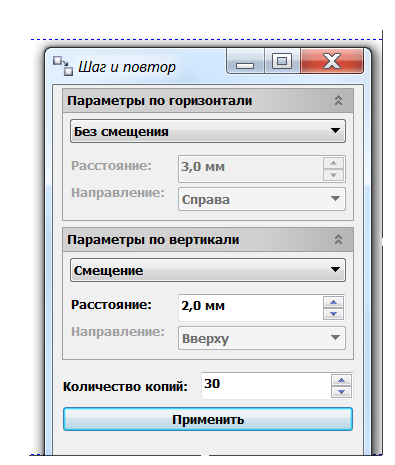 Шаг и повтор
Параметры по горизонтали
Без смещения
Расстояние: 3,0 мм
Направление: Справа
Параметры по вертикали
Смещение
Расстояние: 2,0 мм
Направление: Вверху
Количество копий: 30
Применить